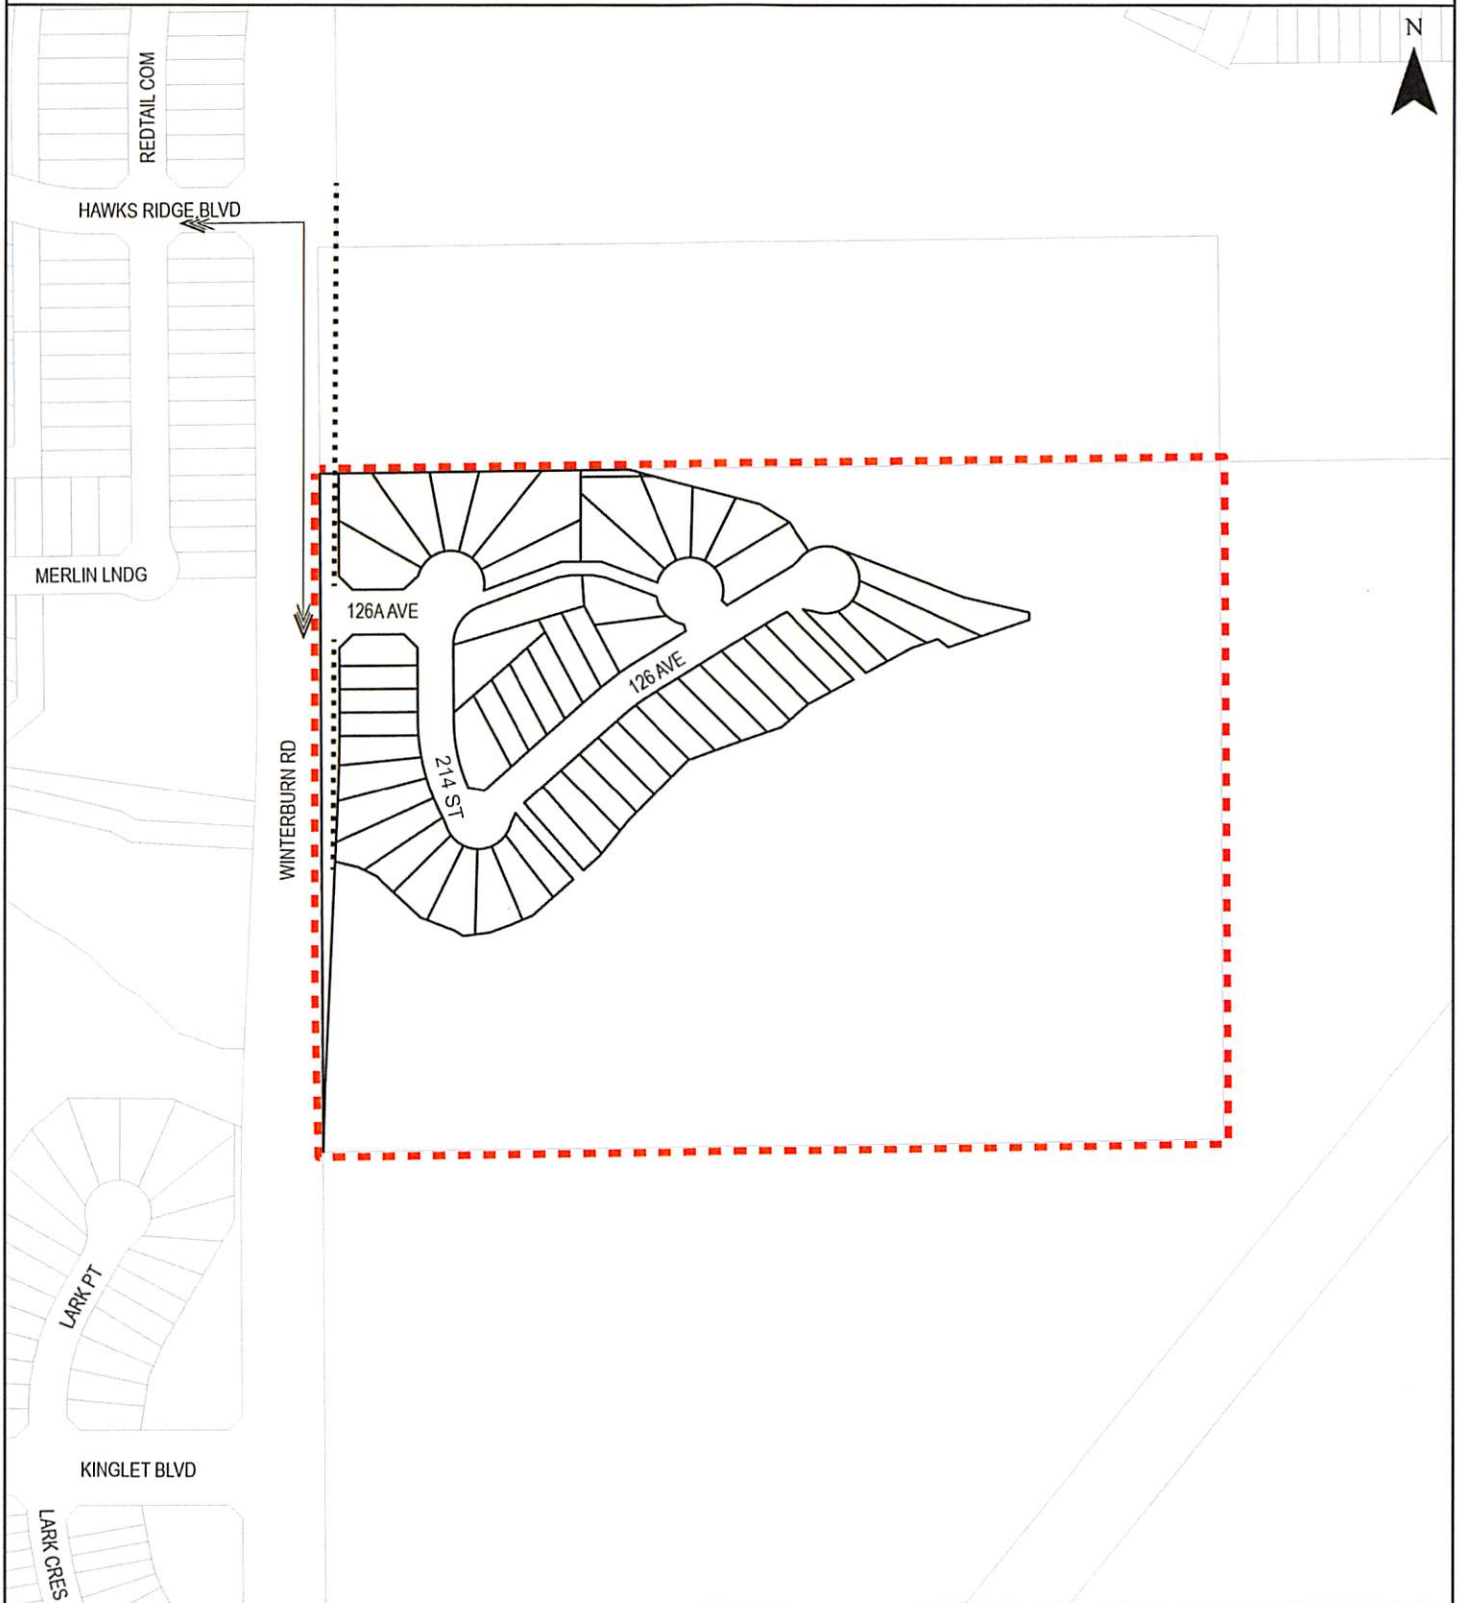 N
REDTAIL COM
HAWKS RIDGE BLVD
MERLIN LNDG
126A AVE
126 AVE
214 ST
WINTERBURN RD
LARK PT
KINGLET BLVD
LARK CRES